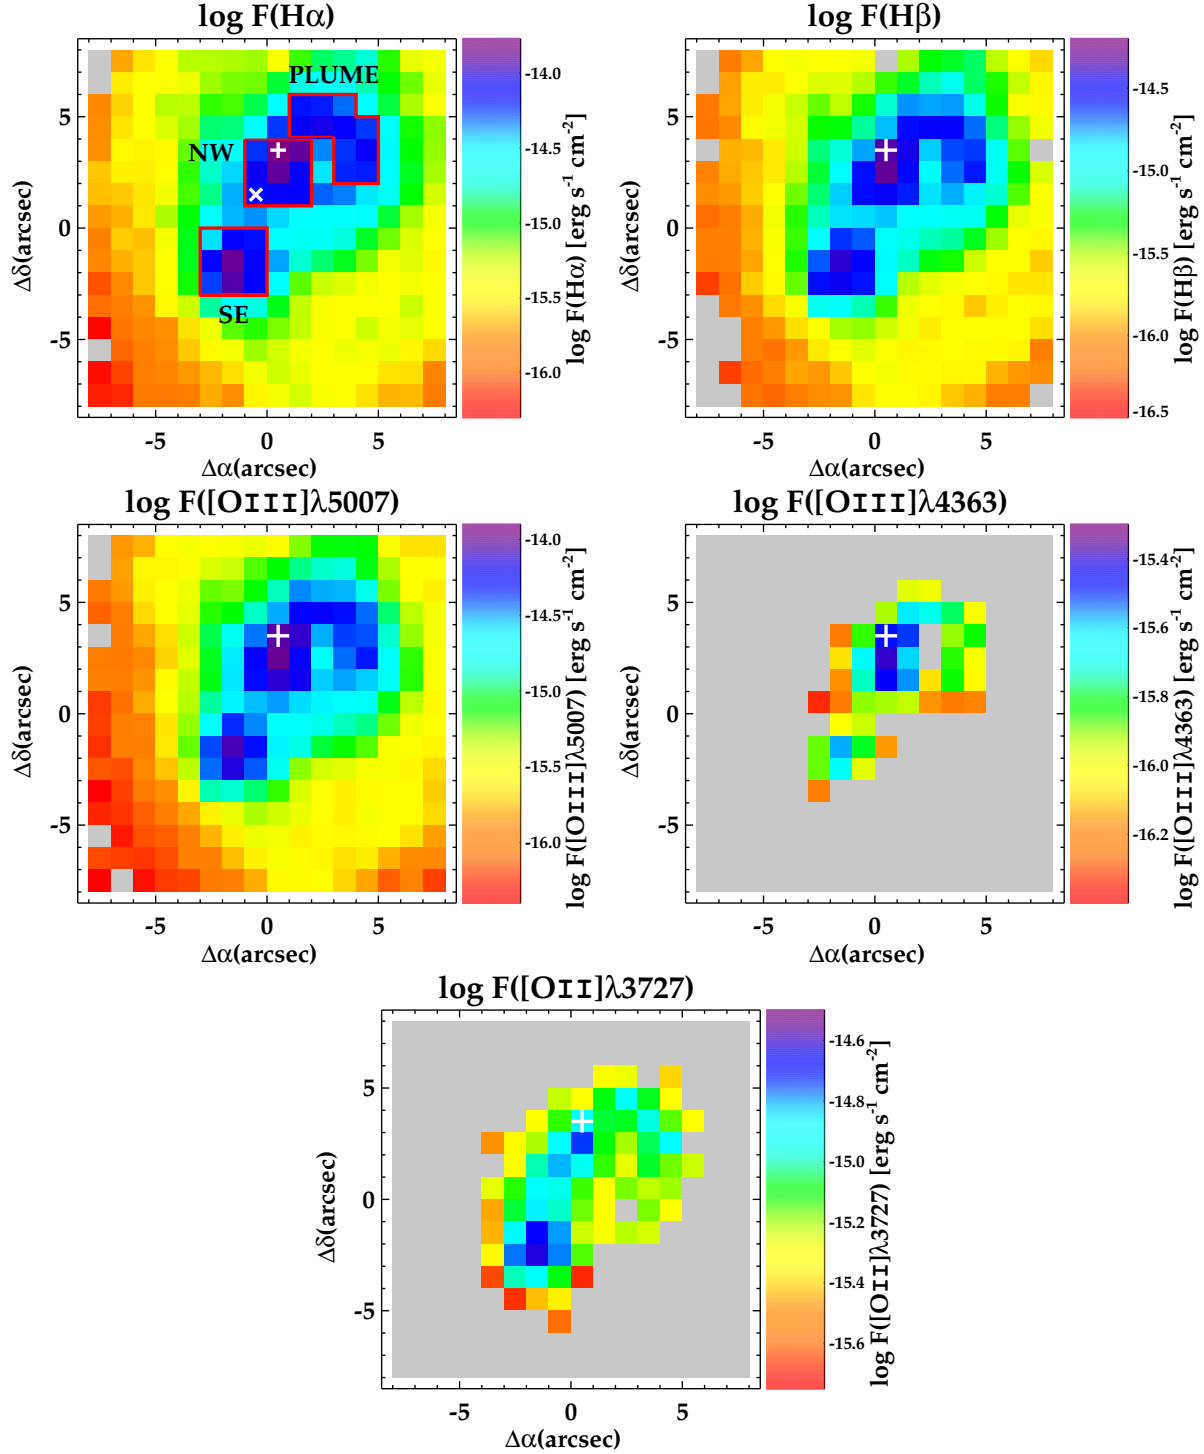 log F(Hα)
PLUME
NW
SE
5
0
-5
-5 0 5
Δδ(arcsec)
Δα(arcsec)
-14.0
-14.5
-15.0
-15.5
-16.0
log F(Hα) [erg s⁻¹ cm⁻²]
log F(Hβ)
5
0
-5
-5 0 5
Δδ(arcsec)
Δα(arcsec)
-14.5
-15.0
-15.5
-16.0
-16.5
log F(Hβ) [erg s⁻¹ cm⁻²]
log F([OIII]λ5007)
5
0
-5
-5 0 5
Δδ(arcsec)
Δα(arcsec)
-14.0
-14.5
-15.0
-15.5
-16.0
log F([OIII]λ5007) [erg s⁻¹ cm⁻²]
log F([OIII]λ4363)
5
0
-5
-5 0 5
Δδ(arcsec)
Δα(arcsec)
-15.4
-15.6
-15.8
-16.0
-16.2
log F([OIII]λ4363) [erg s⁻¹ cm⁻²]
log F([OII]λ3727)
5
0
-5
-5 0 5
Δδ(arcsec)
Δα(arcsec)
-14.6
-14.8
-15.0
-15.2
-15.4
-15.6
log F([OII]λ3727) [erg s⁻¹ cm⁻²]